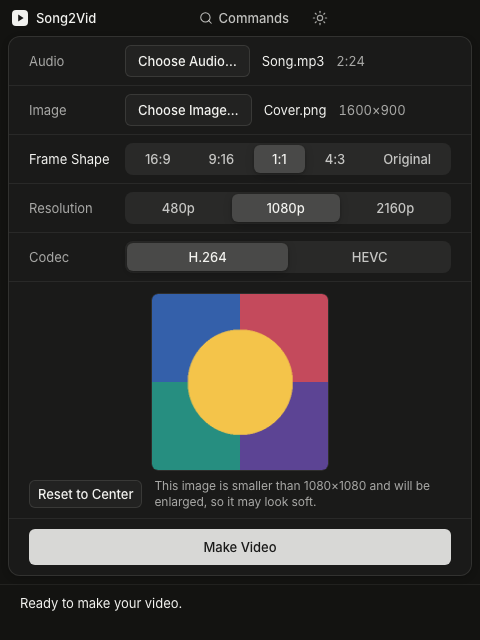 Song2Vid
Commands
Audio Choose Audio... Song.mp3 2:24
Image Choose Image... Cover.png 1600×900
Frame Shape 16:9 9:16 1:1 4:3 Original
Resolution 480p 1080p 2160p
Codec H.264 HEVC
This image is smaller than 1080×1080 and will be
enlarged, so it may look soft.
Reset to Center
Make Video
Ready to make your video.